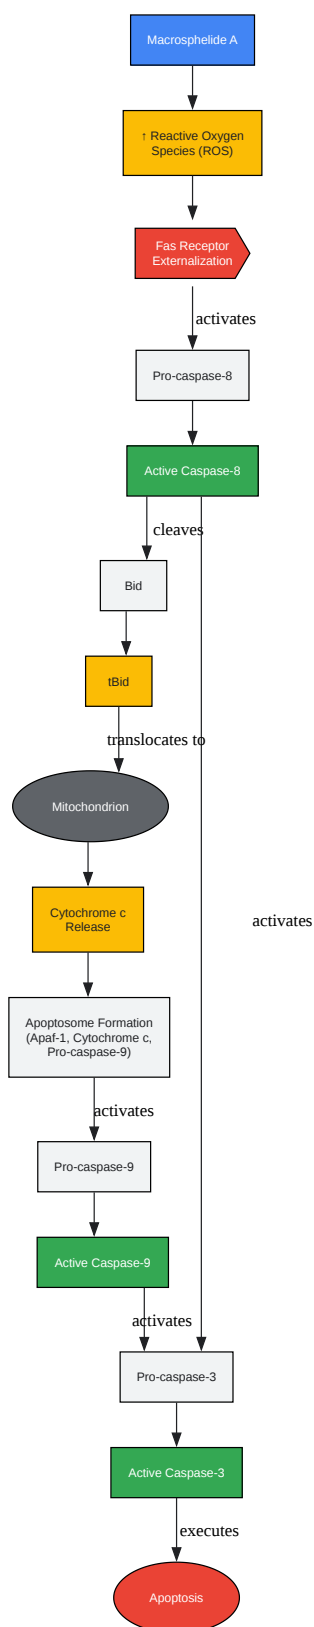 Macrosphelide A
↑ Reactive Oxygen
Species (ROS)
Fas Receptor
Externalization
activates
Pro-caspase-8
Active Caspase-8
cleaves
Bid
tBid
translocates to
Mitochondrion
Cytochrome c
Release
activates
Apoptosome Formation
(Apaf-1, Cytochrome c,
Pro-caspase-9)
activates
Pro-caspase-9
Active Caspase-9
activates
Pro-caspase-3
Active Caspase-3
executes
Apoptosis